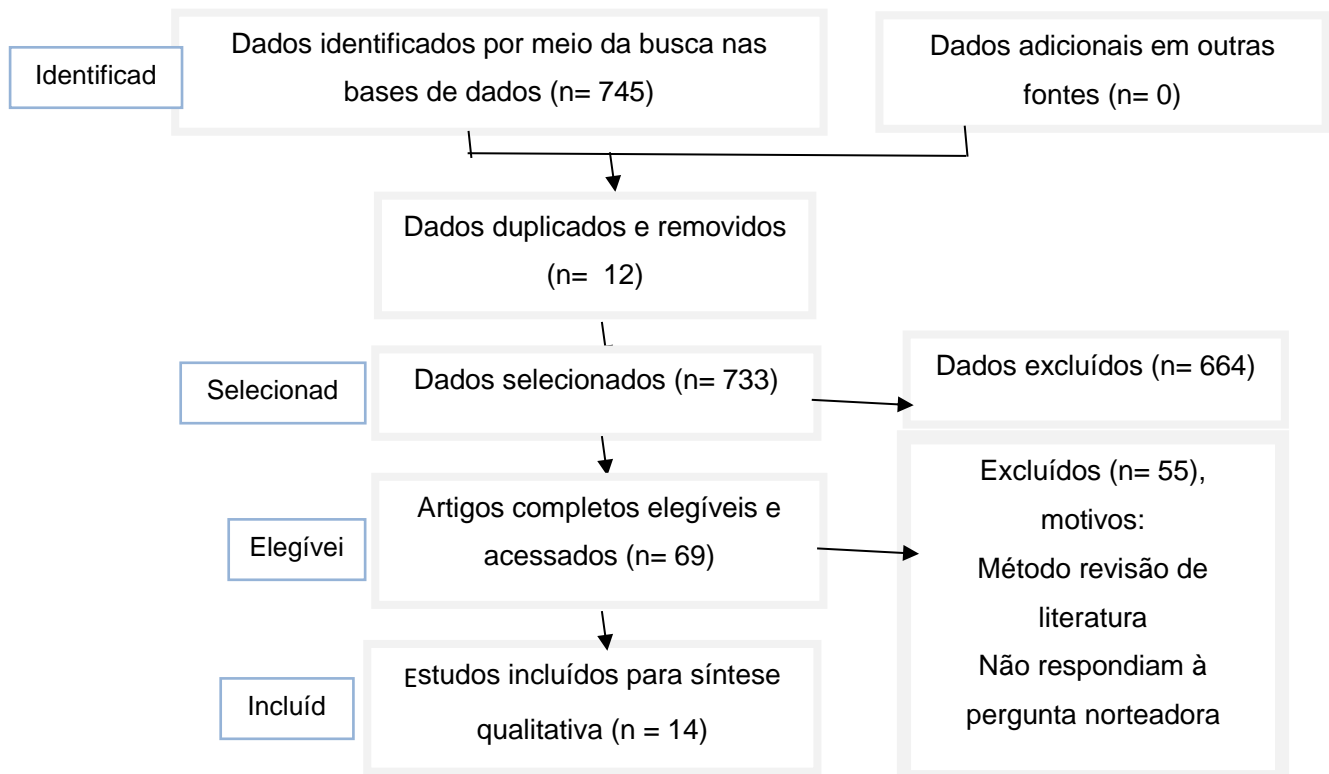 Identificad
Dados identificados por meio da busca nas
bases de dados (n= 745)
Dados adicionais em outras
fontes (n= 0)
Dados duplicados e removidos
(n= 12)
Selecionad
Dados selecionados (n= 733)
Dados excluídos (n= 664)
Elegívei
Artigos completos elegíveis e
acessados (n= 69)
Excluídos (n= 55),
motivos:
Método revisão de
literatura
Não respondiam à
pergunta norteadora
Incluíd
Estudos incluídos para síntese
qualitativa (n = 14)